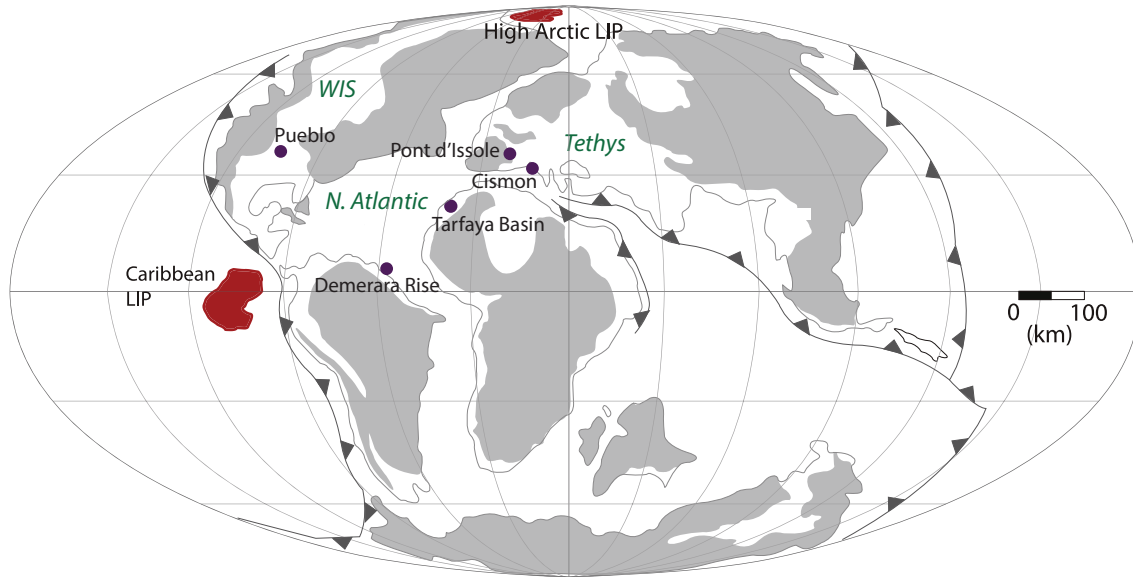 High Arctic LIP
WIS
Pueblo
Pont d'Issole
Tethys
Cismon
N. Atlantic
Tarfaya Basin
Caribbean
LIP
Demerara Rise
0 100
(km)